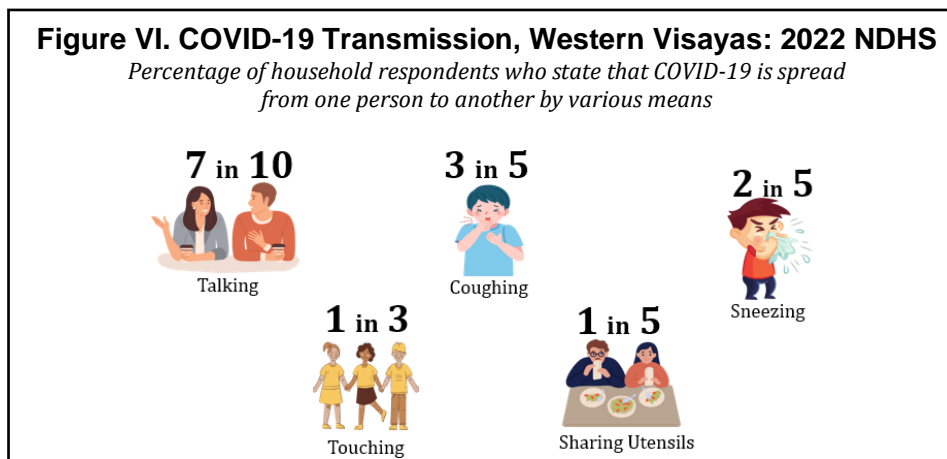 Figure VI. COVID-19 Transmission, Western Visayas: 2022 NDHS
Percentage of household respondents who state that COVID-19 is spread
from one person to another by various means
7 in 10
Talking
3 in 5
Coughing
2 in 5
Sneezing
1 in 3
Touching
1 in 5
Sharing Utensils